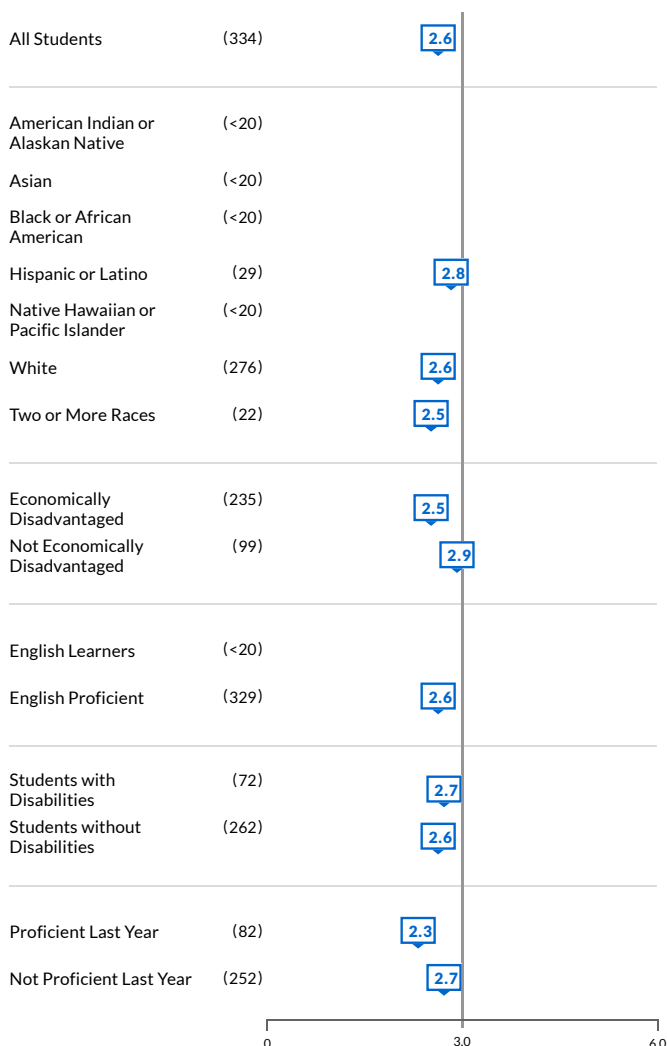 All Students (334) 2.6
American Indian or (<20)
Alaskan Native
Asian (<20)
Black or African (<20)
American
Hispanic or Latino (29) 2.8
Native Hawaiian or (<20)
Pacific Islander
White (276) 2.6
Two or More Races (22) 2.5
Economically (235) 2.5
Disadvantaged
Not Economically (99) 2.9
Disadvantaged
English Learners (<20)
English Proficient (329) 2.6
Students with (72) 2.7
Disabilities
Students without (262) 2.6
Disabilities
Proficient Last Year (82) 2.3
Not Proficient Last Year (252) 2.7
0 3.0 6.0